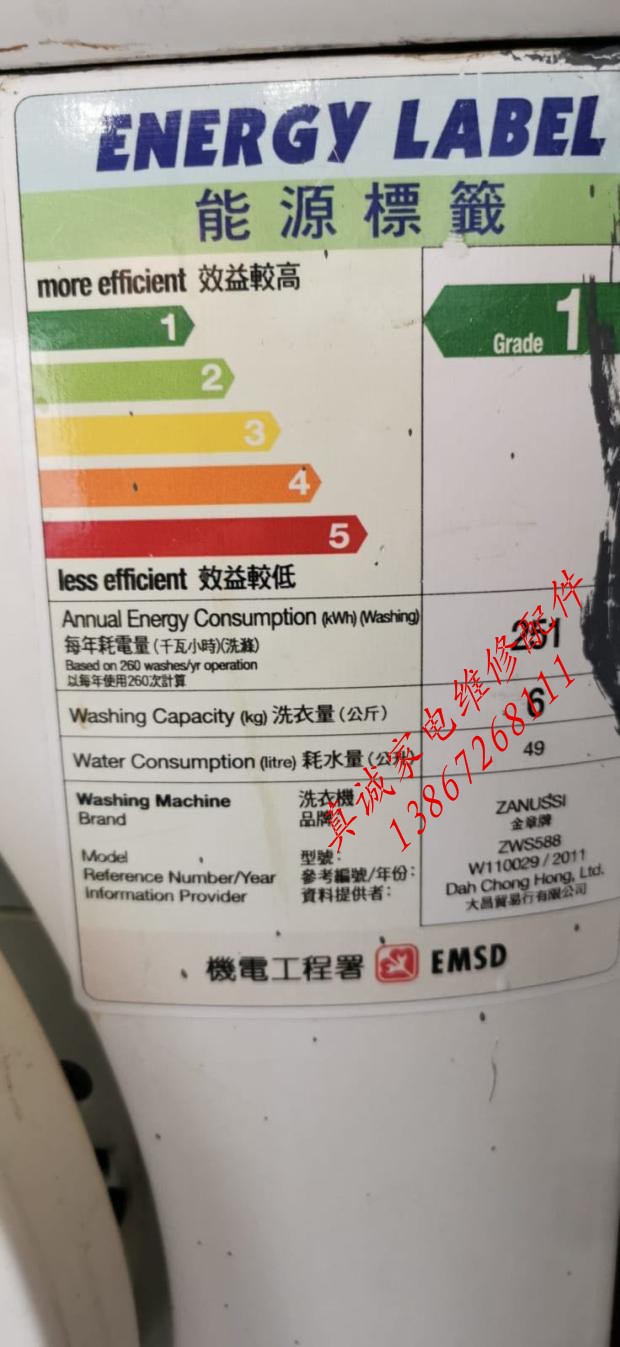 ENERGY LABEL
能源標籤
more efficient 效益較高
1
2
3
4
5
Grade 1
less efficient 效益較低
Annual Energy Consumption (kWh) (Washing)
每年耗電量(千瓦小時)(洗滌)
Based on 260 washes/yr operation
以每年使用260次計算
251
Washing Capacity (kg) 洗衣量(公斤)
6
Water Consumption (litre) 耗水量(公升)
49
Washing Machine 洗衣機
Brand 品牌
ZANUSSI
金章牌
Model 型號:
ZWS588
Reference Number/Year 參考編號/年份:
W110029 / 2011
Information Provider 資料提供者:
Dah Chong Hong, Ltd.
大昌貿易行有限公司
機電工程署 EMSD
真诚家电维修配件
13867268111